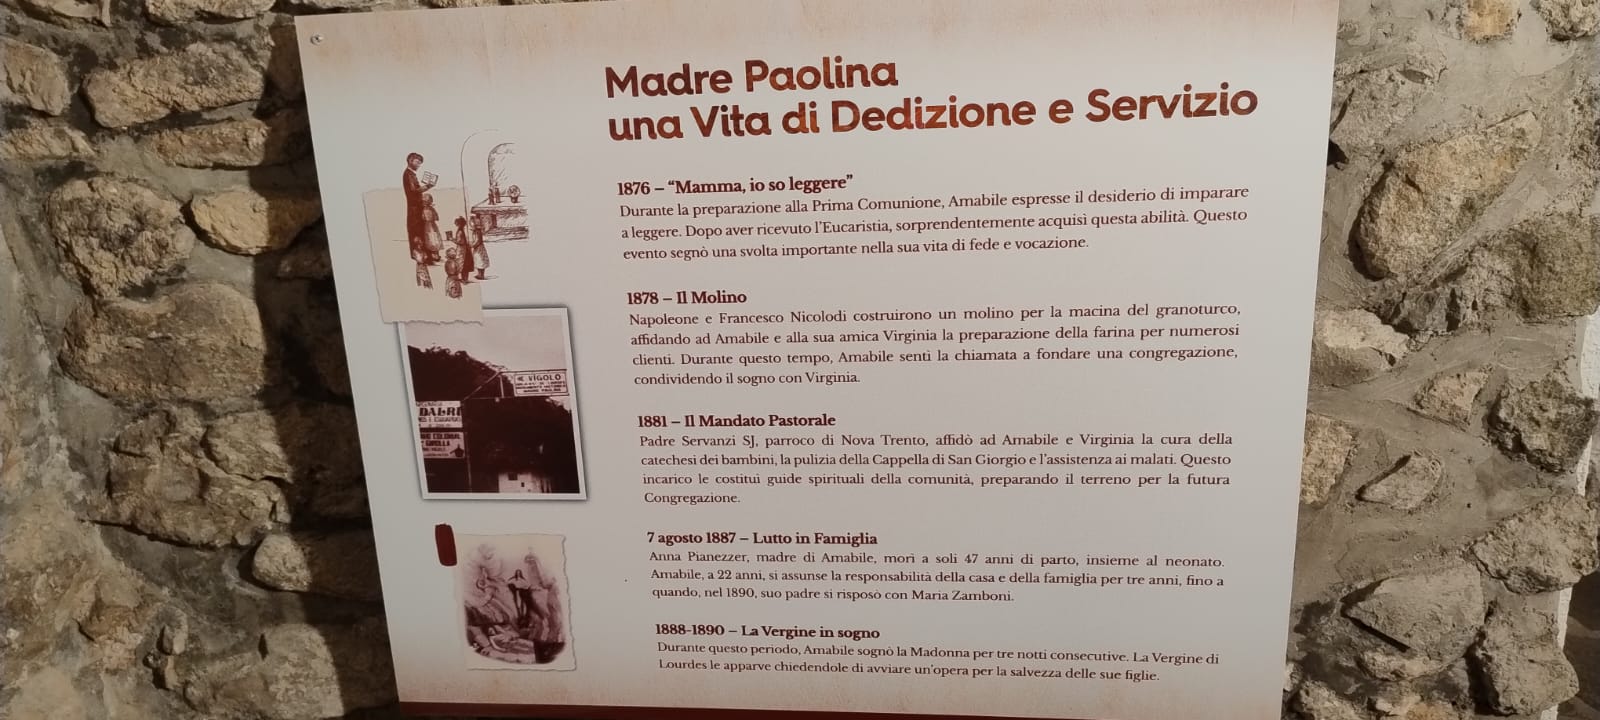 Madre Paolina
una Vita di Dedizione e Servizio
1876 – “Mamma, io so leggere”
Durante la preparazione alla Prima Comunione, Amabile espresse il desiderio di imparare
a leggere. Dopo aver ricevuto l’Eucaristia, sorprendentemente acquisì questa abilità. Questo
evento segnò una svolta importante nella sua vita di fede e vocazione.
1878 – Il Molino
Napoleone e Francesco Nicolodi costruirono un molino per la macina del granoturco,
affidando ad Amabile e alla sua amica Virginia la preparazione della farina per numerosi
clienti. Durante questo tempo, Amabile sentì la chiamata a fondare una congregazione,
condividendo il sogno con Virginia.
1881 – Il Mandato Pastorale
Padre Servanzi SJ, parroco di Nova Trento, affidò ad Amabile e Virginia la cura della
catechesi dei bambini, la pulizia della Cappella di San Giorgio e l’assistenza ai malati. Questo
incarico le costituì guide spirituali della comunità, preparando il terreno per la futura
Congregazione.
7 agosto 1887 – Lutto in Famiglia
Anna Pianezzer, madre di Amabile, morì a soli 47 anni di parto, insieme al neonato.
Amabile, a 22 anni, si assunse la responsabilità della casa e della famiglia per tre anni, fino a
quando, nel 1890, suo padre si risposò con Maria Zamboni.
1888-1890 – La Vergine in sogno
Durante questo periodo, Amabile sognò la Madonna per tre notti consecutive. La Vergine di
Lourdes le apparve chiedendole di avviare un’opera per la salvezza delle sue figlie.
VIGOLO
DALRI
COLONIAL